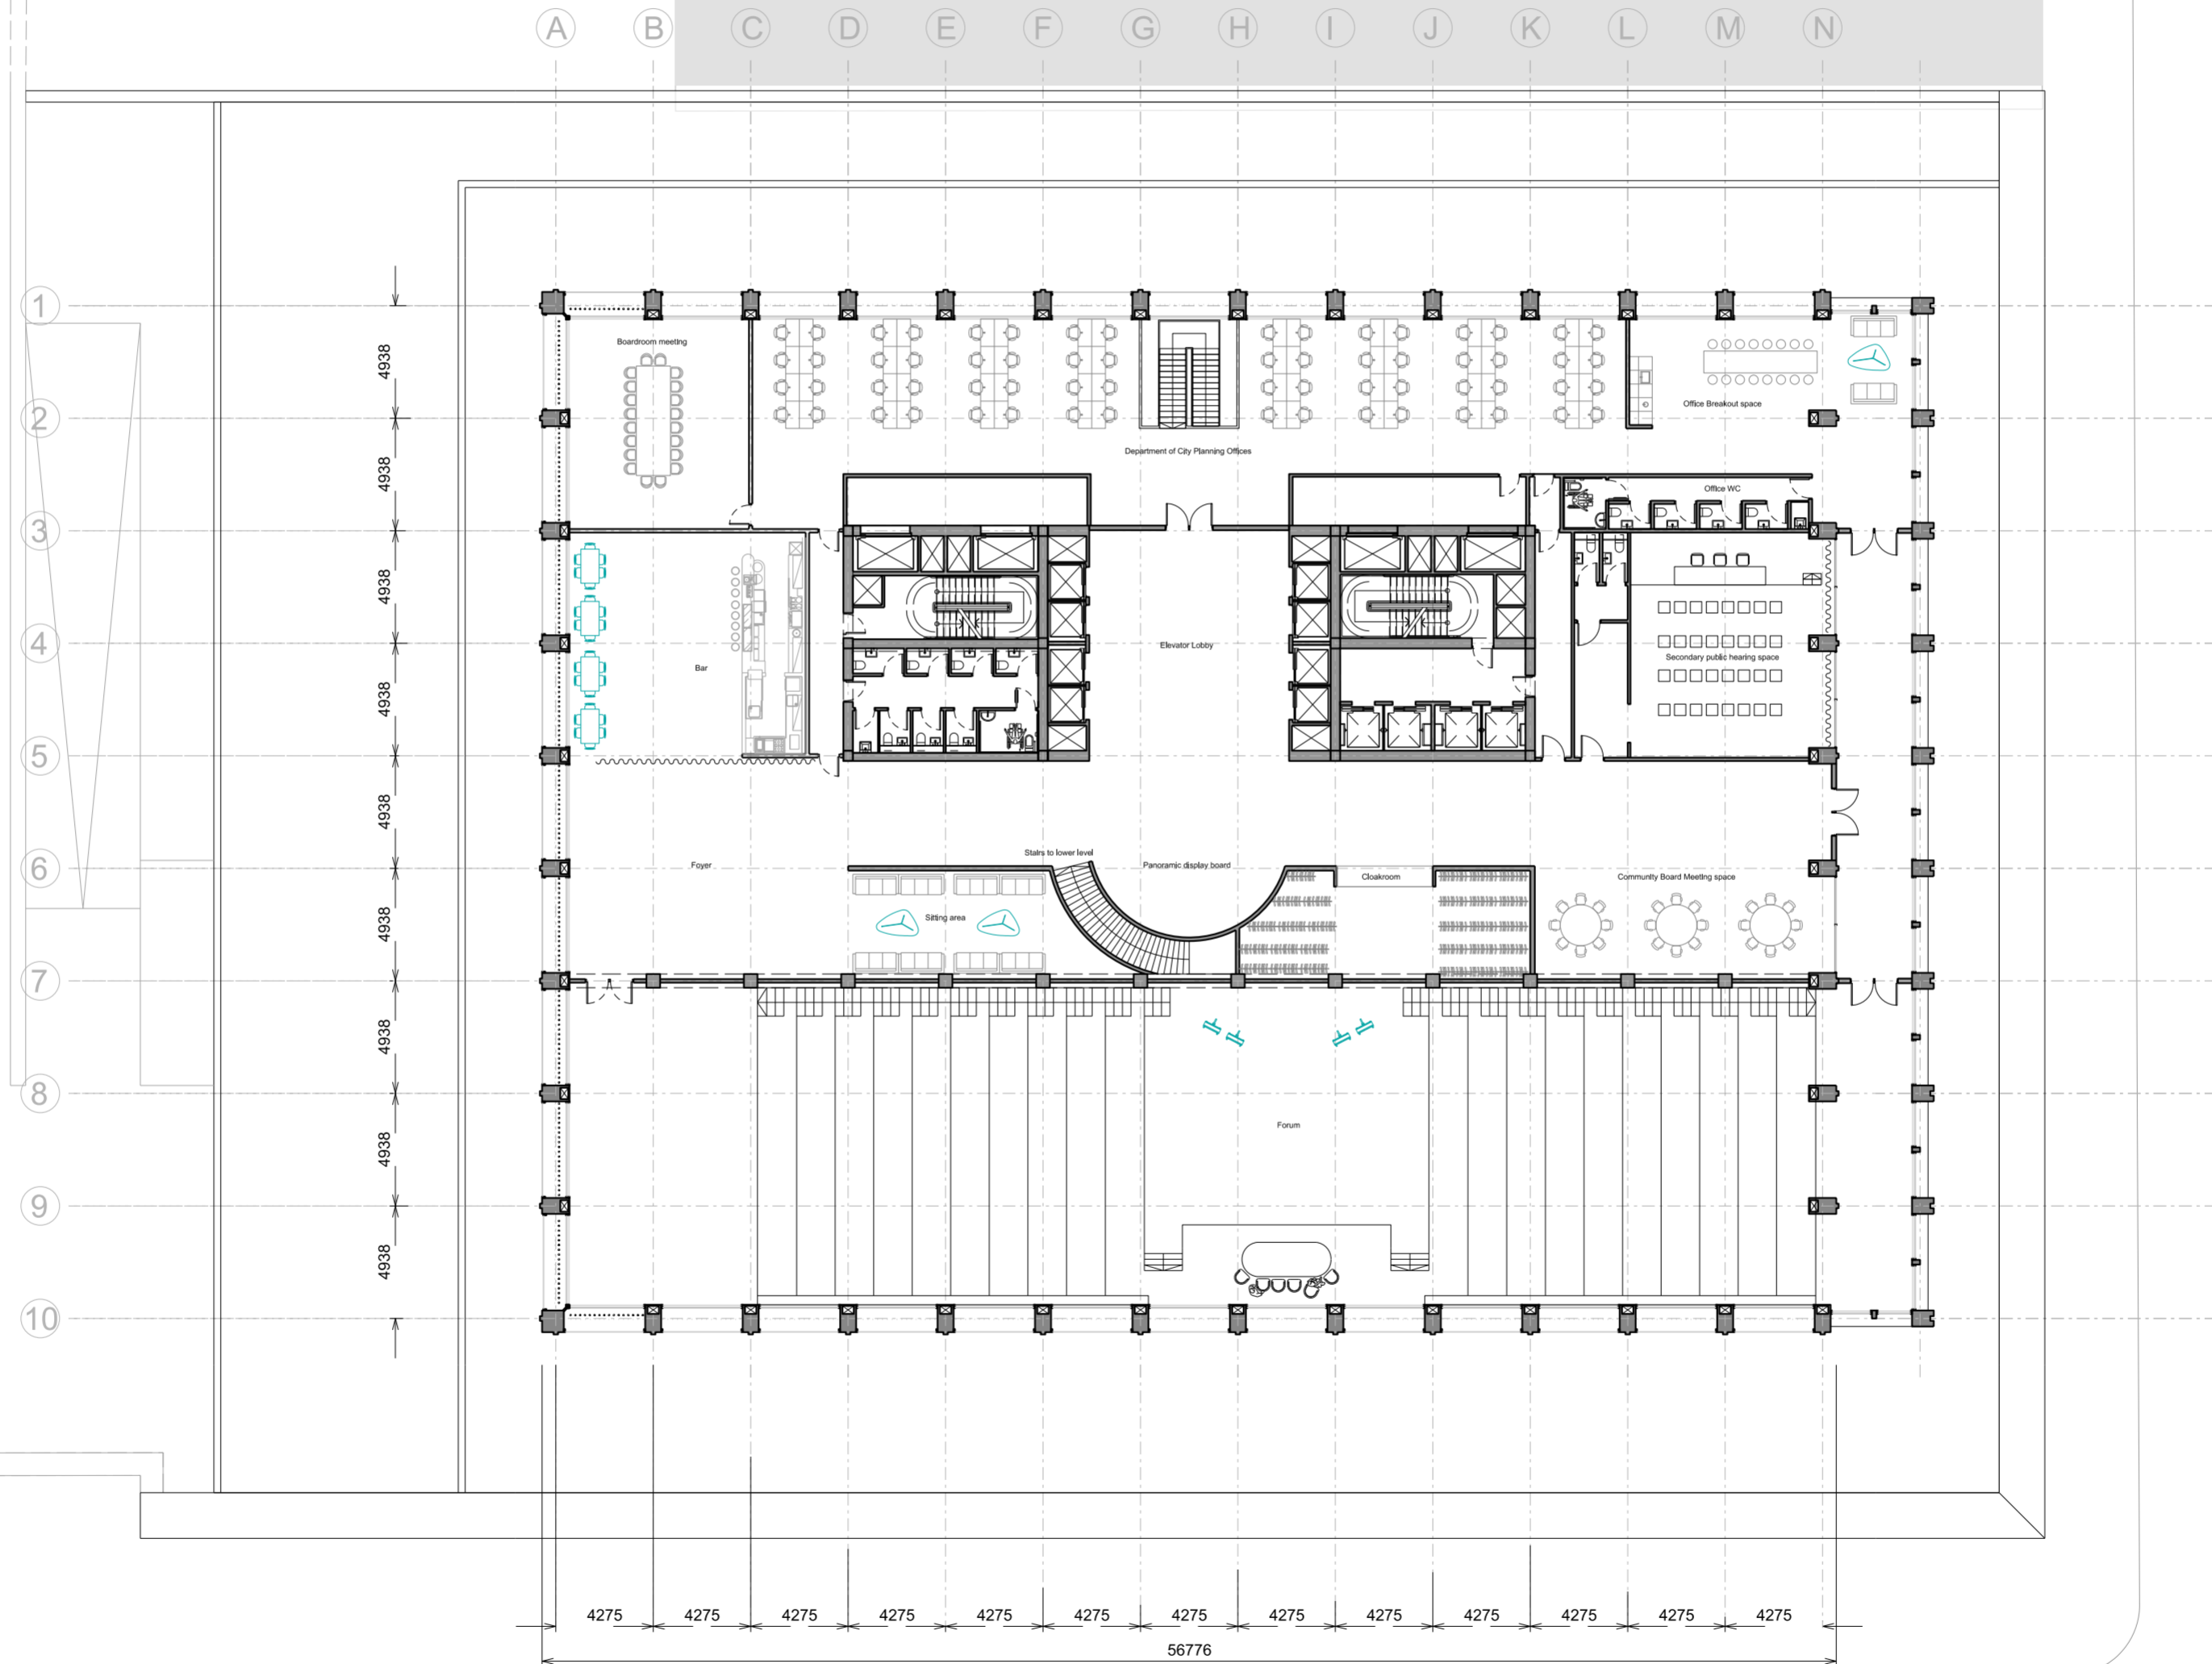 A B C D E F G H I J K L M N
1
Boardroom meeting
4938
2
Office Breakout space
Department of City Planning Offices
4938
Office WC
3
4938
4
Elevator Lobby
Secondary public hearing space
Bar
4938
5
4938
Stairs to lower level
6
Foyer
Panoramic display board
Cloakroom
Community Board Meeting space
Sitting area
4938
7
4938
8
Forum
4938
9
4938
10
4275 4275 4275 4275 4275 4275 4275 4275 4275 4275 4275 4275 4275
56776